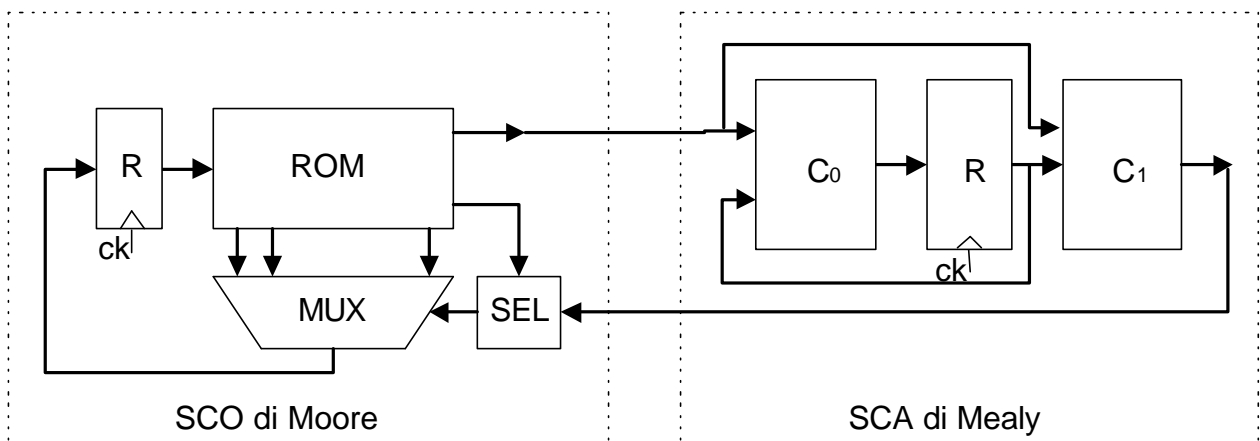 R
ROM
ck
MUX
SEL
SCO di Moore
C0
R
C1
ck
SCA di Mealy